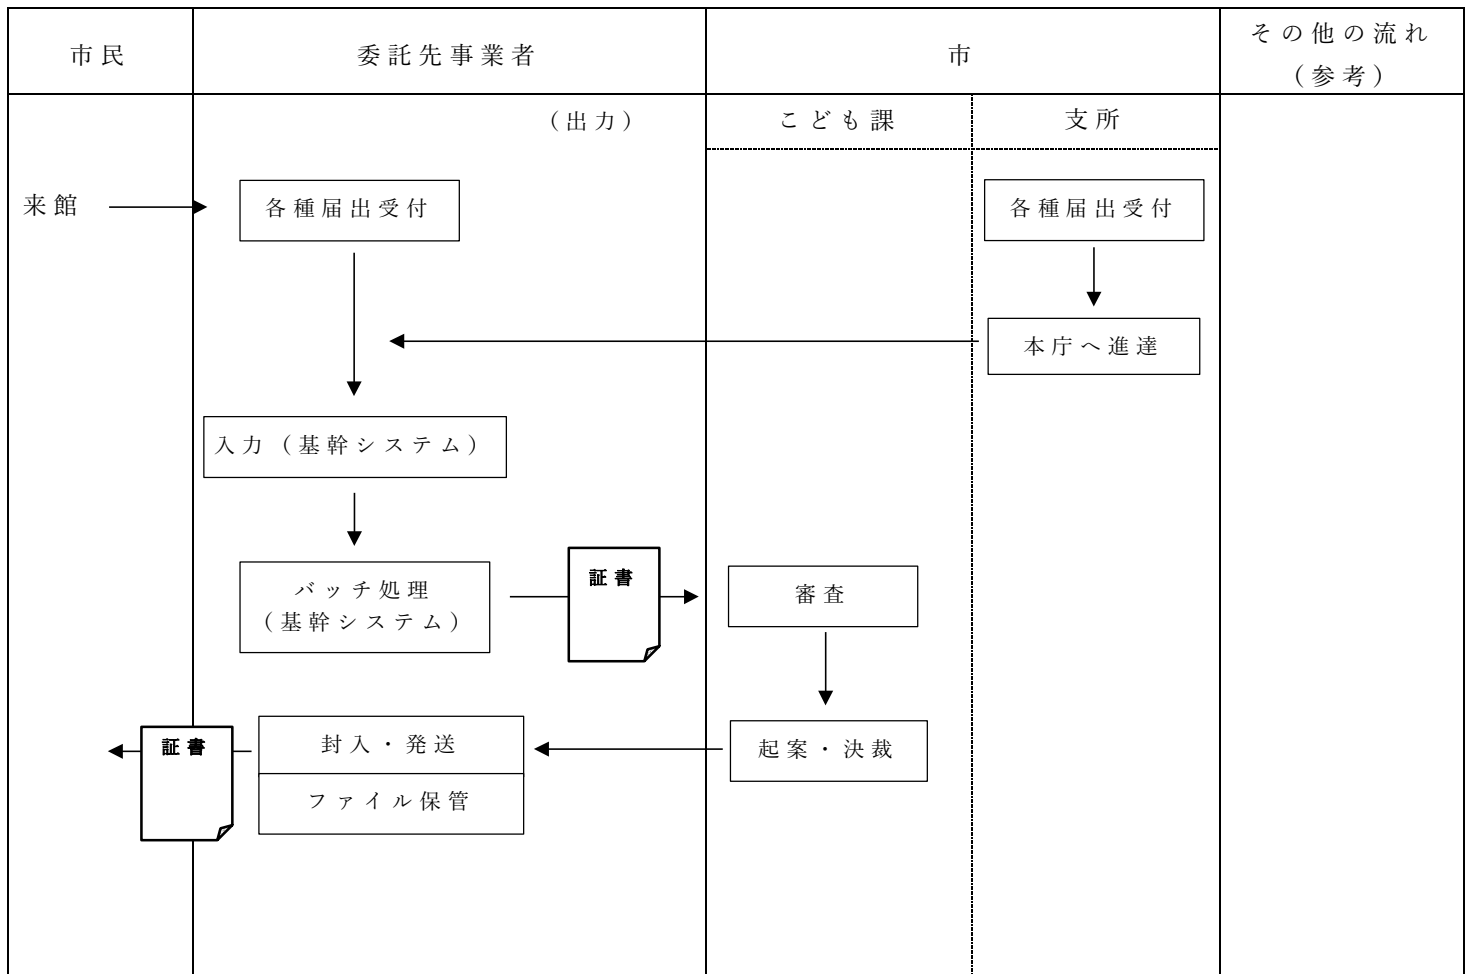 市民
委託先事業者
市
その他の流れ
（参考）
（出力）
こども課
支所
来館
各種届出受付
各種届出受付
本庁へ進達
入力（基幹システム）
バッチ処理
（基幹システム）
証書
審査
証書
封入・発送
起案・決裁
ファイル保管